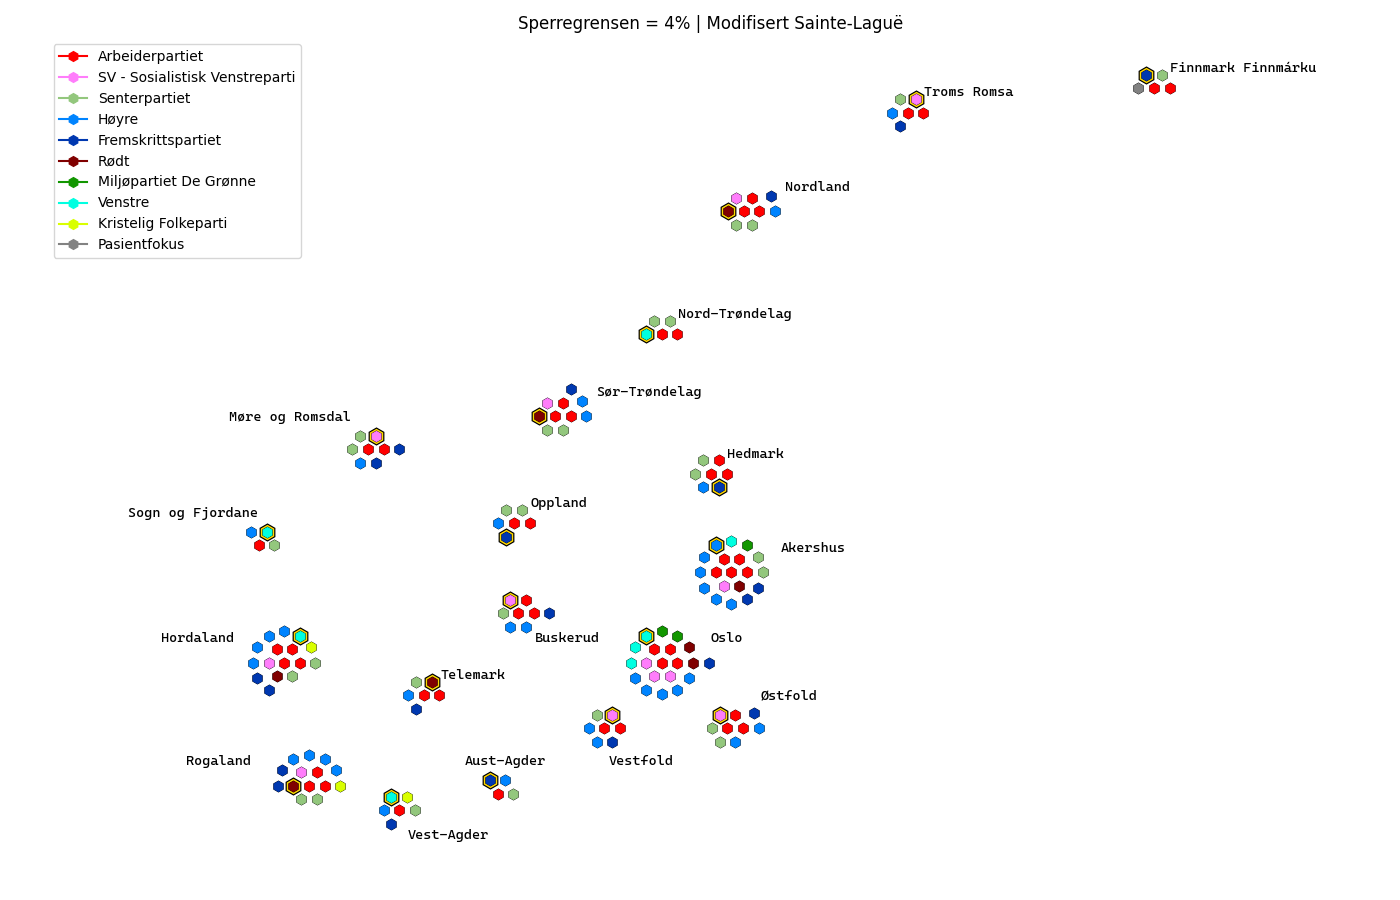 Sperregrensen = 4% | Modifisert Sainte-Laguë
Arbeiderpartiet
SV - Sosialistisk Venstreparti
Senterpartiet
Høyre
Fremskrittspartiet
Rødt
Miljøpartiet De Grønne
Venstre
Kristelig Folkeparti
Pasientfokus
Finnmark Finnmárku
Troms Romsa
Nordland
Nord-Trøndelag
Sør-Trøndelag
Møre og Romsdal
Hedmark
Oppland
Sogn og Fjordane
Akershus
Hordaland
Buskerud
Oslo
Telemark
Østfold
Rogaland
Aust-Agder
Vestfold
Vest-Agder